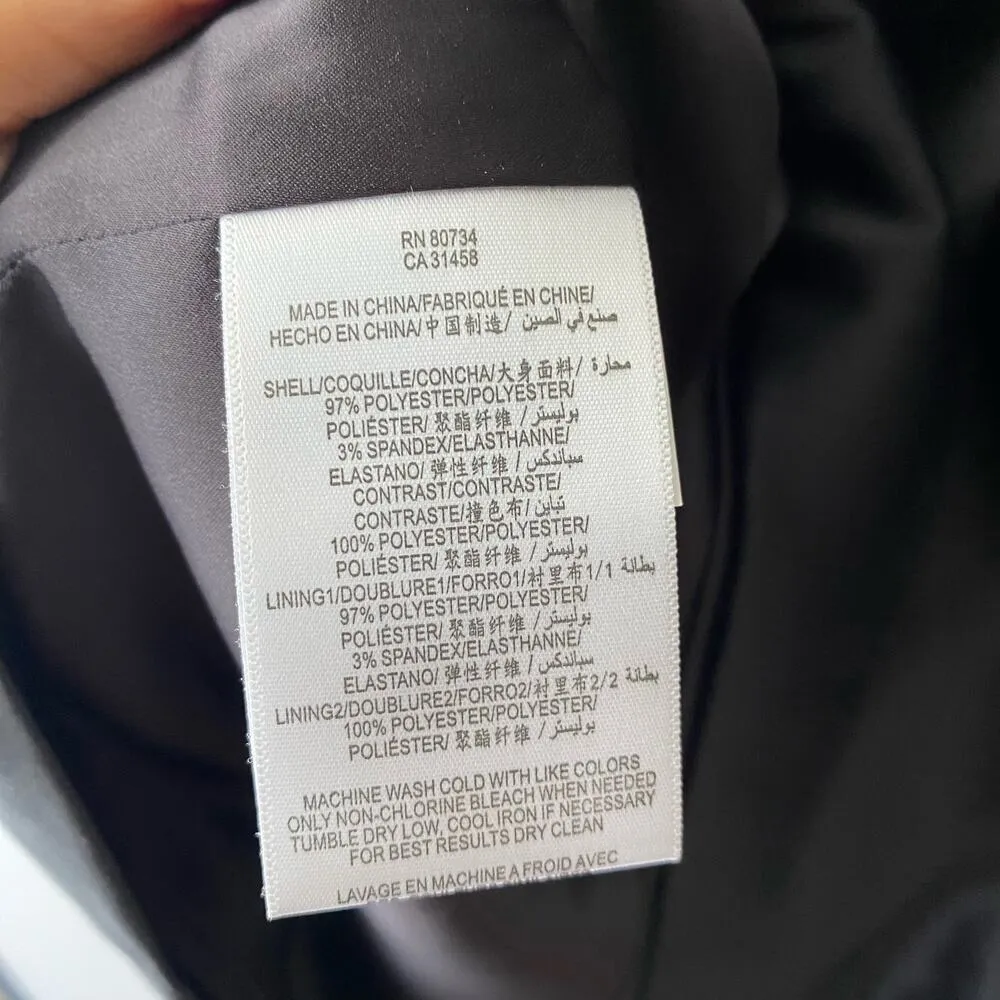 RN 80734
CA 31458
MADE IN CHINA/FABRIQUÉ EN CHINE/
HECHO EN CHINA/中国制造/ صنع في الصين
SHELL/COQUILLE/CONCHA/大身面料/ محارة
97% POLYESTER/POLYESTER/
POLIÉSTER/ 聚酯纤维 / بوليستر
3% SPANDEX/ELASTHANNE/
ELASTANO/ 弹性纤维 / سباندكس
CONTRAST/CONTRASTE/
CONTRASTE/撞色布/ تباين
100% POLYESTER/POLYESTER/
POLIÉSTER/ 聚酯纤维 / بوليستر
LINING1/DOUBLURE1/FORRO1/衬里布1/1 بطانة
97% POLYESTER/POLYESTER/
POLIÉSTER/ 聚酯纤维 / بوليستر
3% SPANDEX/ELASTHANNE/
ELASTANO/ 弹性纤维 / سباندكس
LINING2/DOUBLURE2/FORRO2/衬里布2/2 بطانة
100% POLYESTER/POLYESTER/
POLIÉSTER/ 聚酯纤维 / بوليستر
MACHINE WASH COLD WITH LIKE COLORS
ONLY NON-CHLORINE BLEACH WHEN NEEDED
TUMBLE DRY LOW, COOL IRON IF NECESSARY
FOR BEST RESULTS DRY CLEAN
LAVAGE EN MACHINE A FROID AVEC